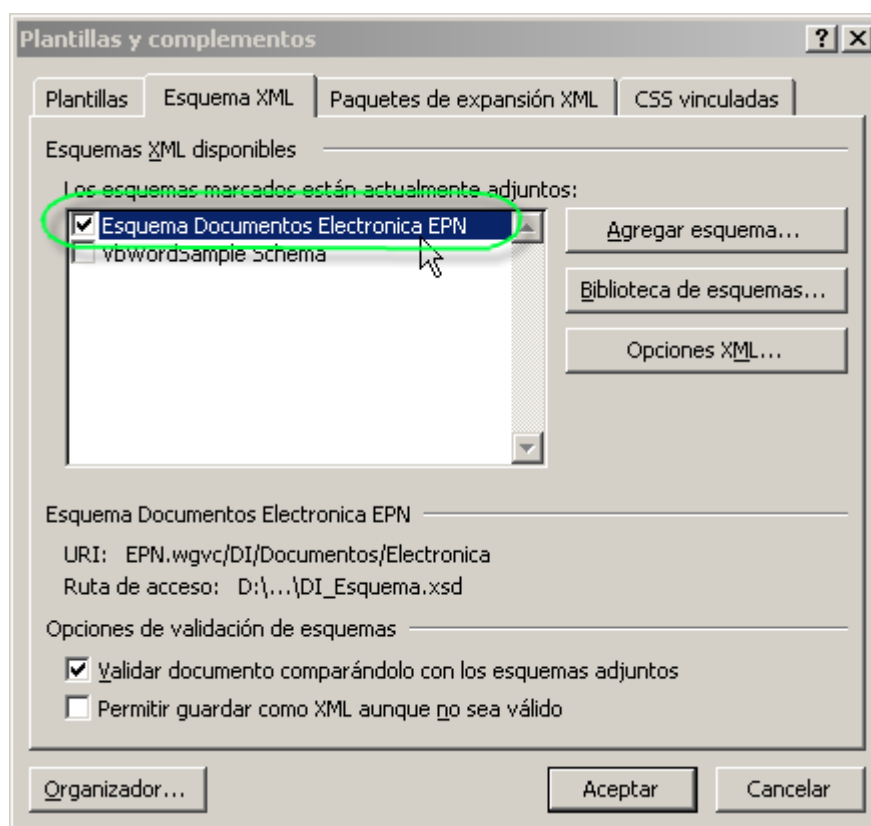 Plantillas y complementos
Plantillas Esquema XML Paquetes de expansión XML CSS vinculadas
Esquemas XML disponibles
Los esquemas marcados están actualmente adjuntos:
Esquema Documentos Electronica EPN
VbWordSample Schema
Agregar esquema...
Biblioteca de esquemas...
Opciones XML...
Esquema Documentos Electronica EPN
URI: EPN.wgvc/DI/Documentos/Electronica
Ruta de acceso: D:\...\DI_Esquema.xsd
Opciones de validación de esquemas
Validar documento comparándolo con los esquemas adjuntos
Permitir guardar como XML aunque no sea válido
Organizador... Aceptar Cancelar